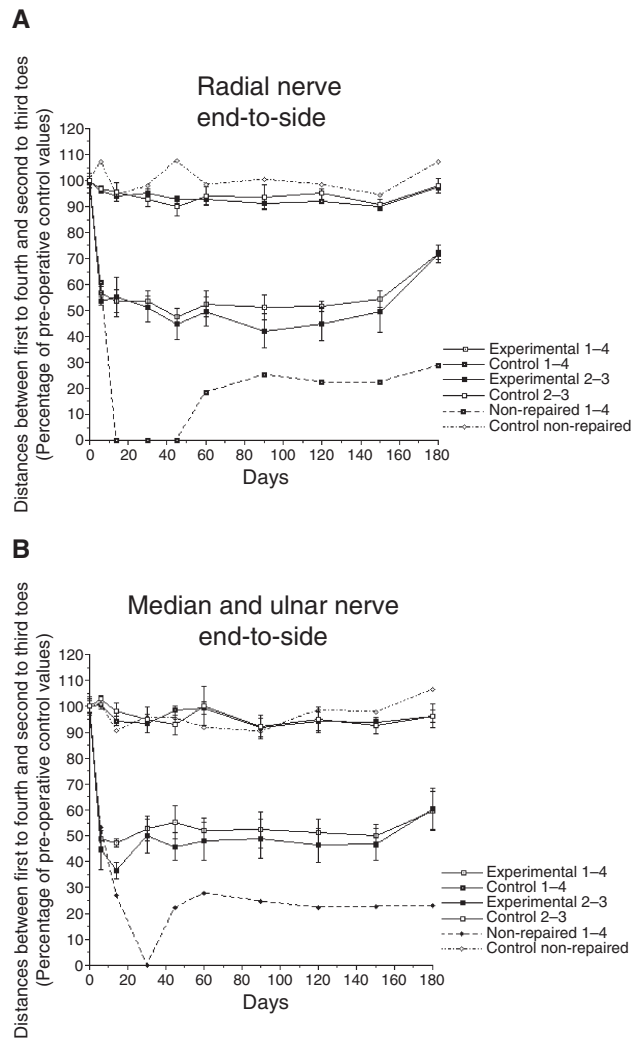 A
Radial nerve
end-to-side
Distances between first to fourth and second to third toes
(Percentage of pre-operative control values)
120
110
100
90
80
70
60
50
40
30
20
10
0
0 20 40 60 80 100 120 140 160 180
Days
Experimental 1–4
Control 1–4
Experimental 2–3
Control 2–3
Non-repaired 1–4
Control non-repaired
B
Median and ulnar nerve
end-to-side
Distances between first to fourth and second to third toes
(Percentage of pre-operative control values)
120
110
100
90
80
70
60
50
40
30
20
10
0
0 20 40 60 80 100 120 140 160 180
Days
Experimental 1–4
Control 1–4
Experimental 2–3
Control 2–3
Non-repaired 1–4
Control non-repaired